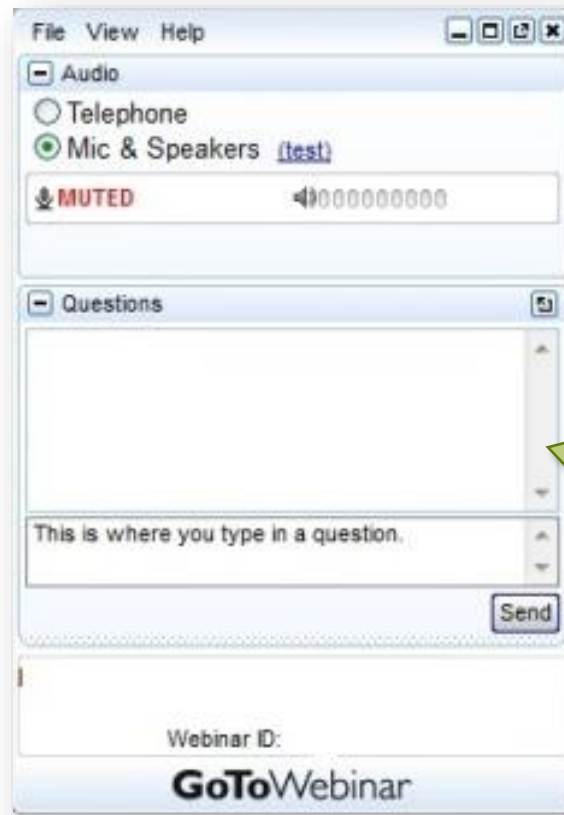 File View Help
Audio
Telephone
Mic & Speakers (test)
MUTED
Questions
This is where you type in a question.
Send
Webinar ID:
GoToWebinar